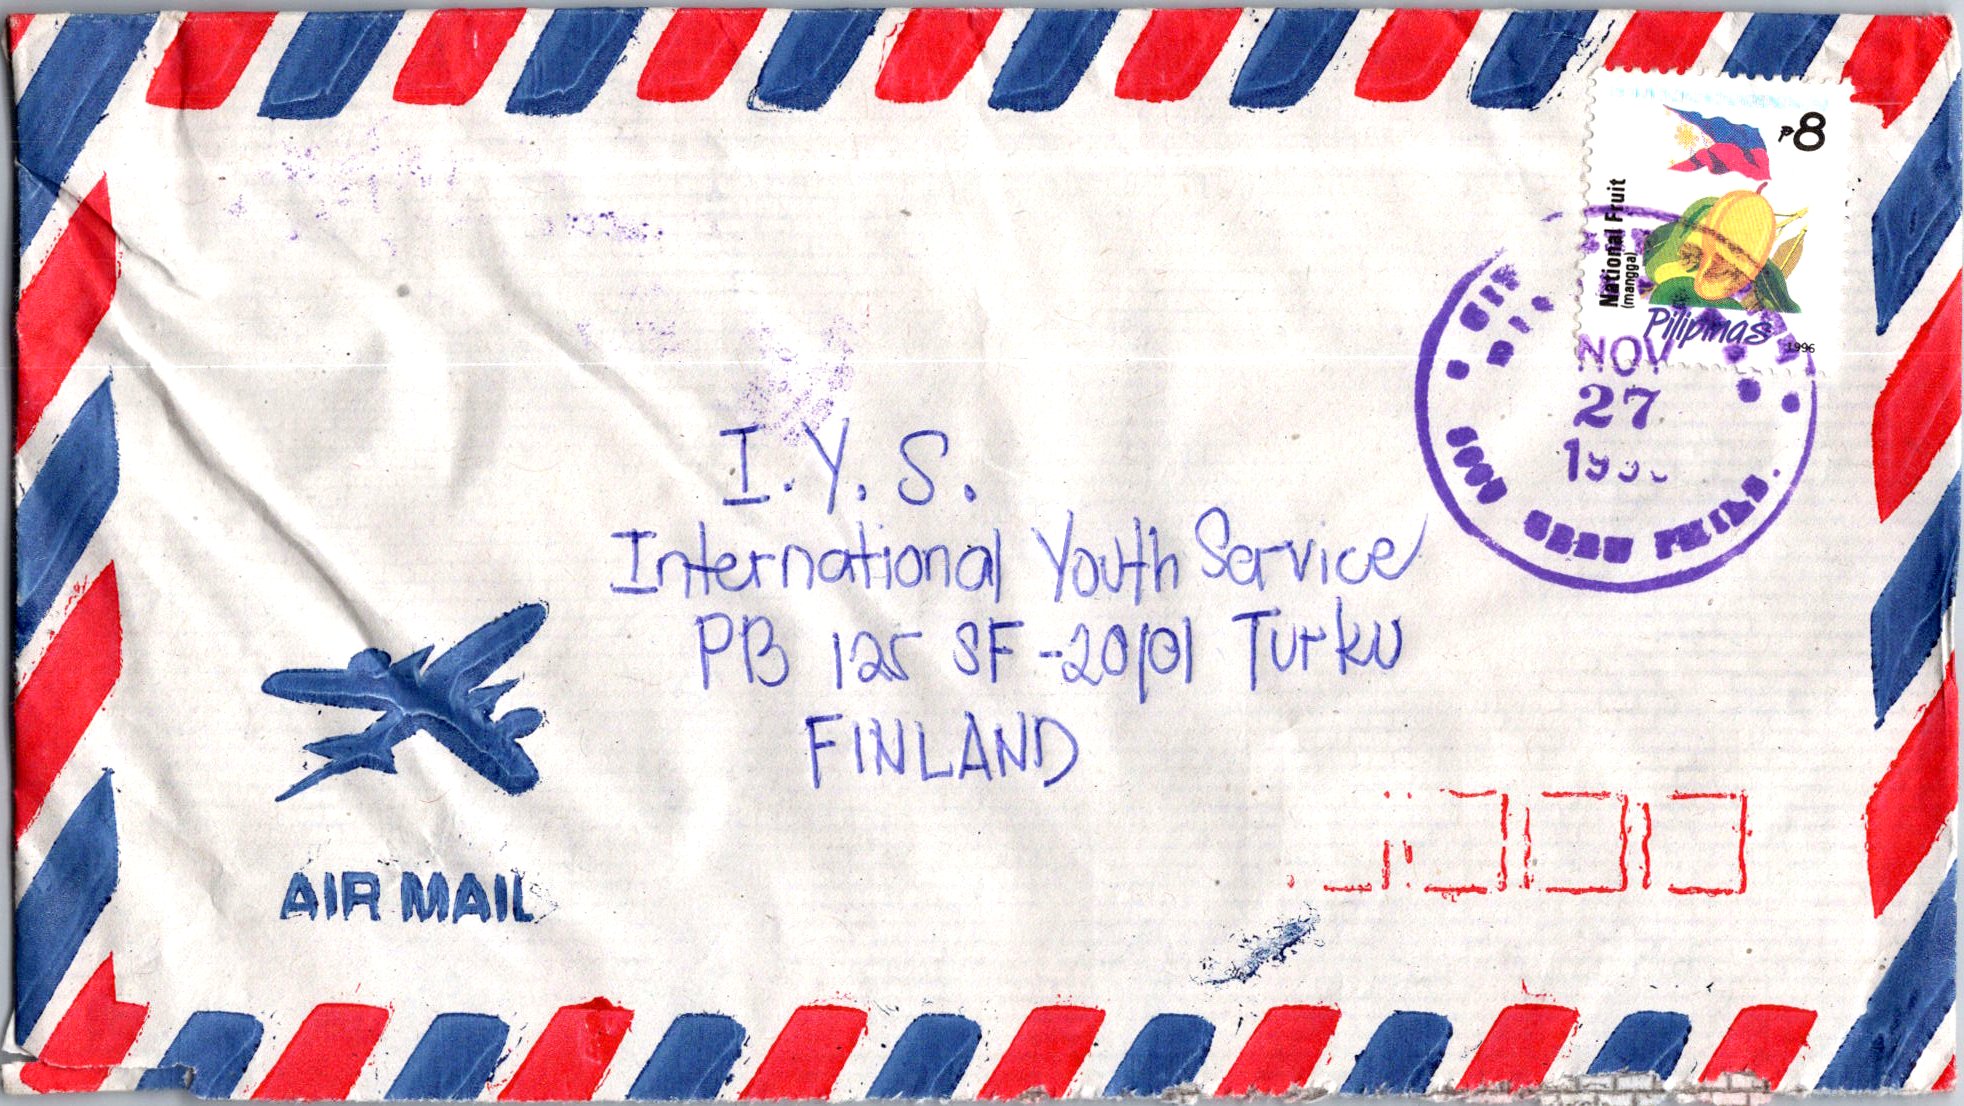 ₱8
National Fruit
(mangga)
Pilipinas
1996
NOV
27
PHILS.
I.Y.S.
International Youth Service
PB 125 SF-20101 Turku
FINLAND
AIR MAIL